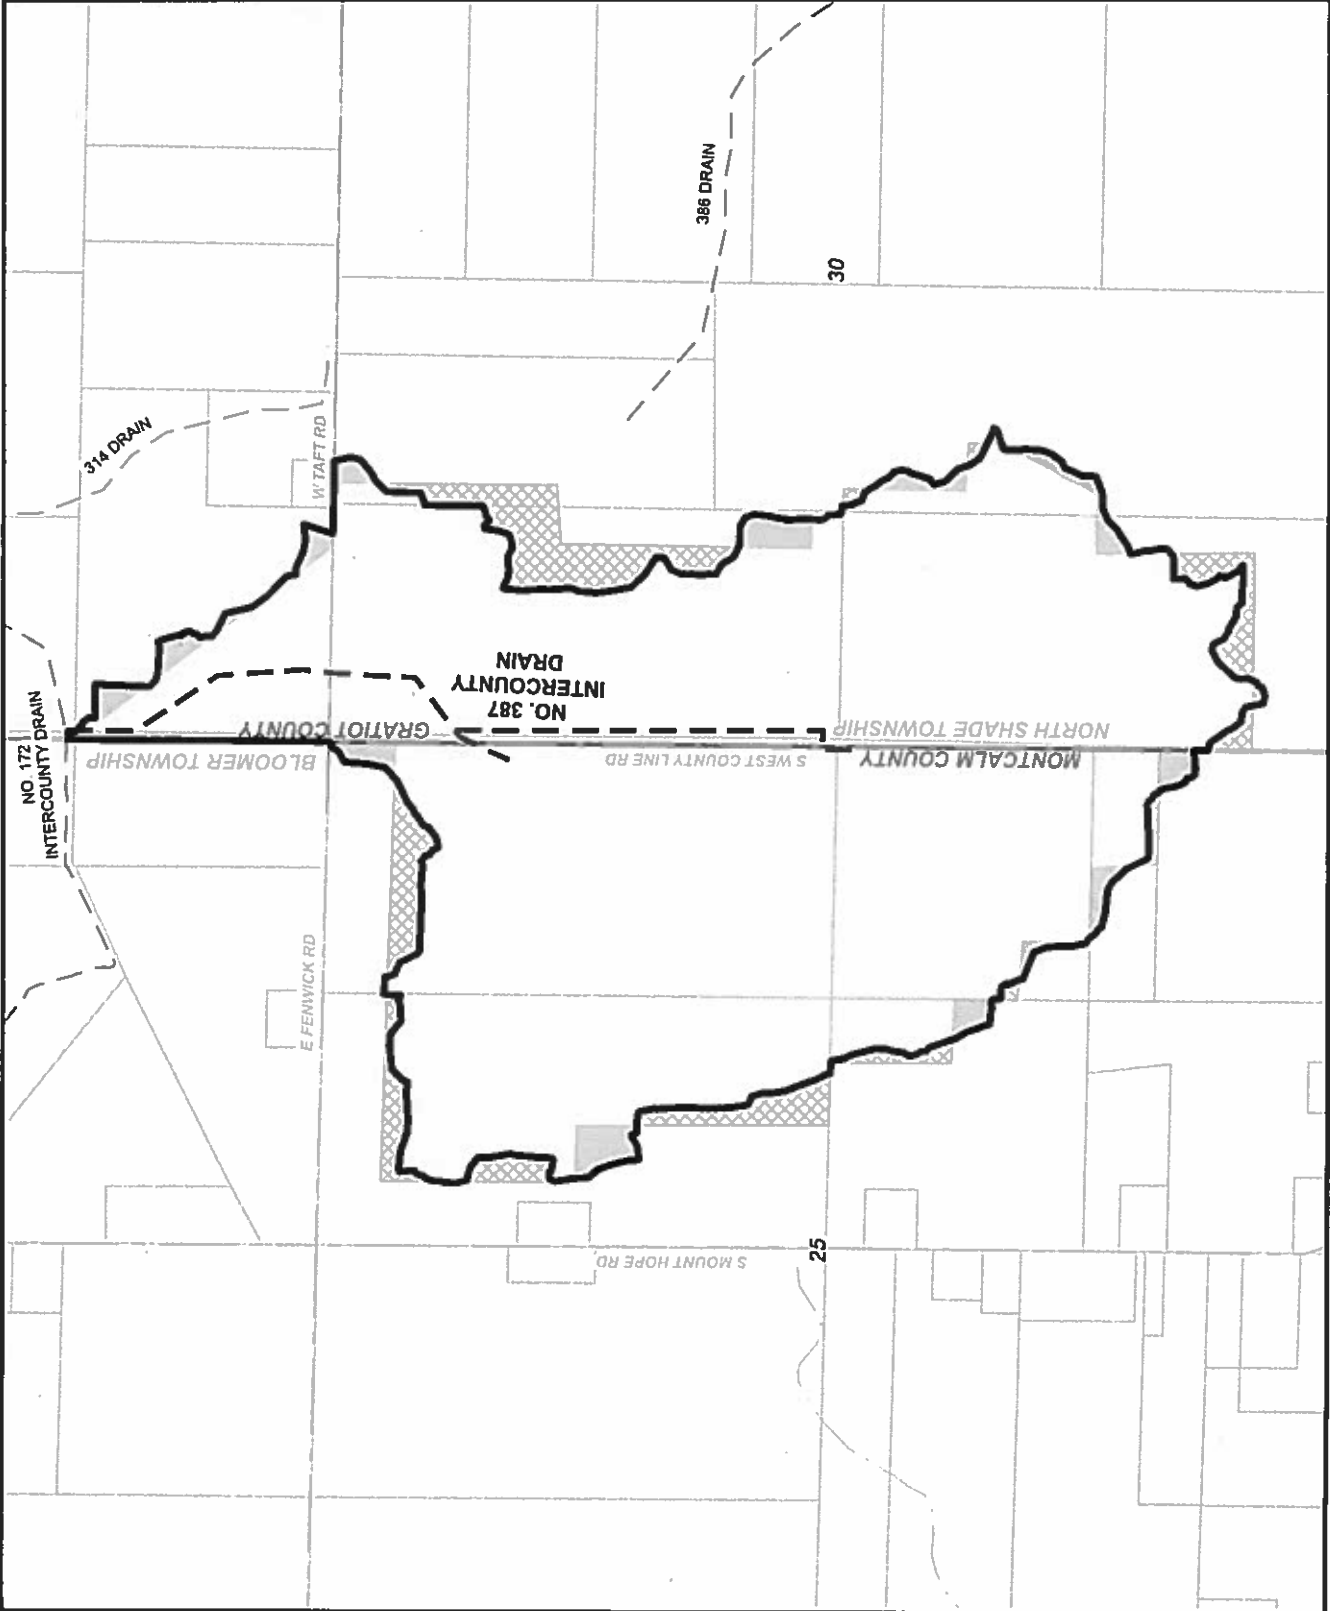 386 DRAIN
30
314 DRAIN
W TAFT RD
NO. 172
INTERCOUNTY DRAIN
NO. 387
INTERCOUNTY
DRAIN
GRATIOT COUNTY
NORTH SHADE TOWNSHIP
BLOOMER TOWNSHIP
S WEST COUNTY LINE RD
MONTCALM COUNTY
E FENWICK RD
25
S MOUNT HOPE RD